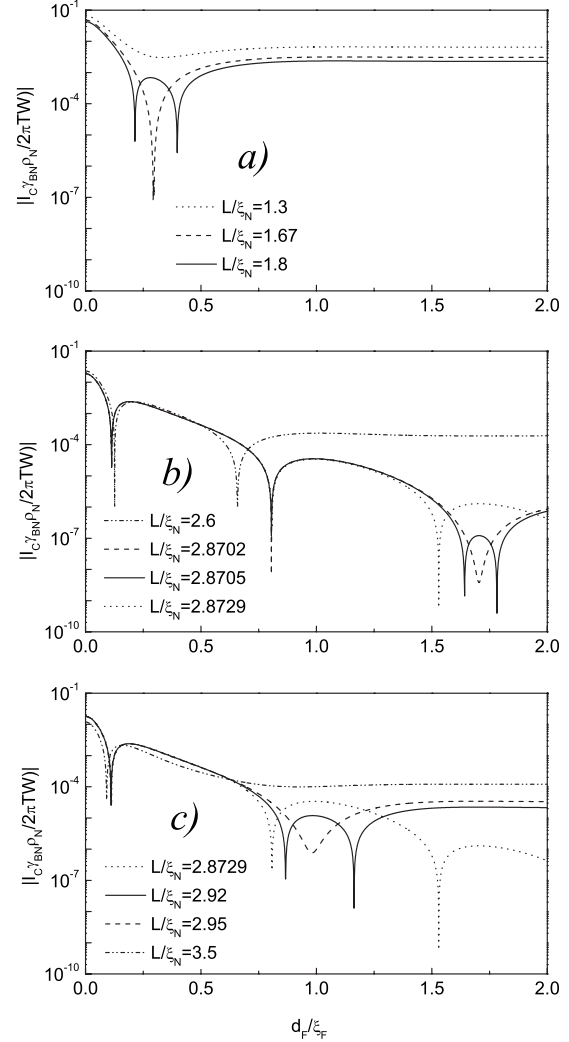 |I_Cγ_BNρ_N/2πTW)|
10^-1
10^-4
10^-7
10^-10
a)
L/ξ_N=1.3
L/ξ_N=1.67
L/ξ_N=1.8
0.0 0.5 1.0 1.5 2.0
|I_Cγ_BNρ_N/2πTW)|
10^-1
10^-4
10^-7
10^-10
b)
L/ξ_N=2.6
L/ξ_N=2.8702
L/ξ_N=2.8705
L/ξ_N=2.8729
0.0 0.5 1.0 1.5 2.0
|I_Cγ_BNρ_N/2πTW)|
10^-1
10^-4
10^-7
10^-10
c)
L/ξ_N=2.8729
L/ξ_N=2.92
L/ξ_N=2.95
L/ξ_N=3.5
0.0 0.5 1.0 1.5 2.0
d_F/ξ_F